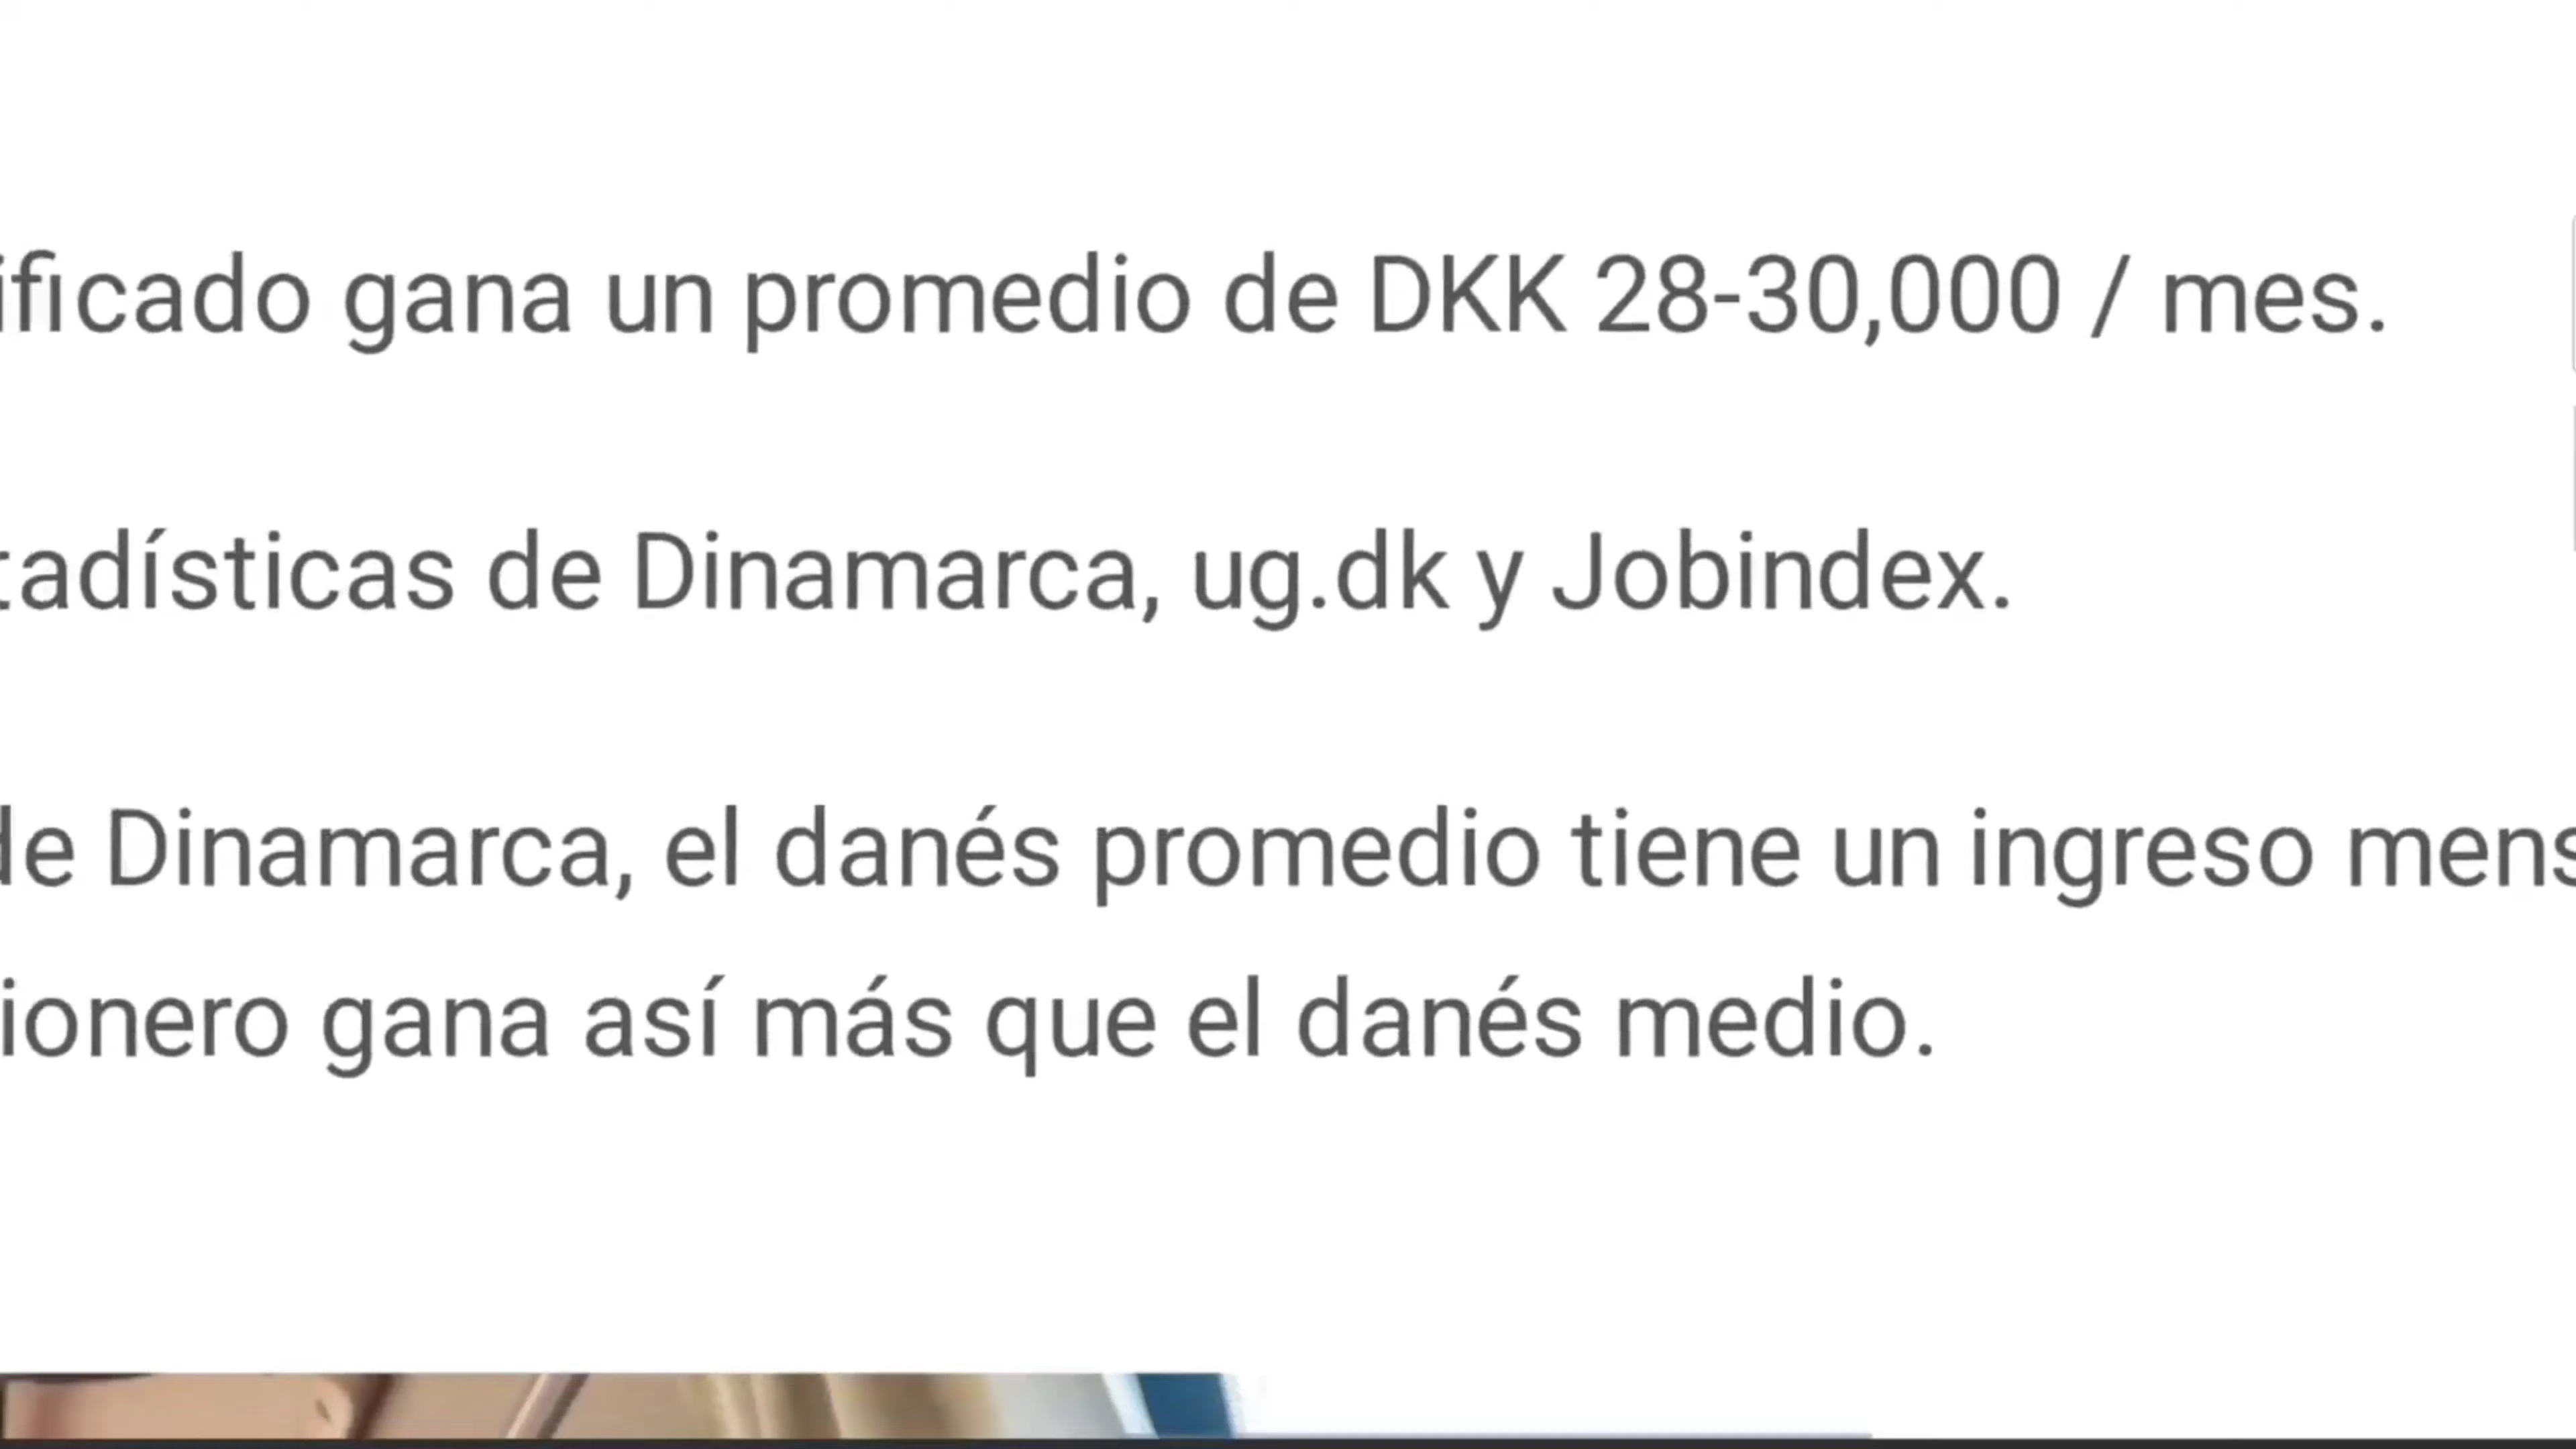 ificado gana un promedio de DKK 28-30,000 / mes.
tadísticas de Dinamarca, ug.dk y Jobindex.
de Dinamarca, el danés promedio tiene un ingreso mens
ionero gana así más que el danés medio.